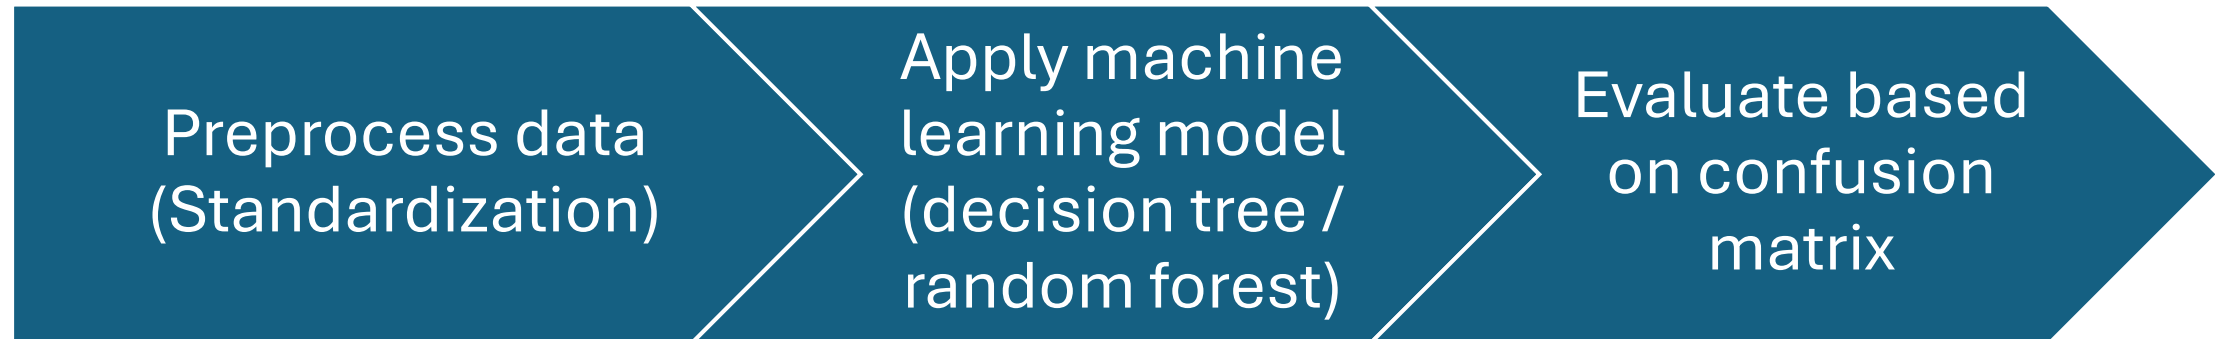 Preprocess data
(Standardization)
Apply machine
learning model
(decision tree /
random forest)
Evaluate based
on confusion
matrix